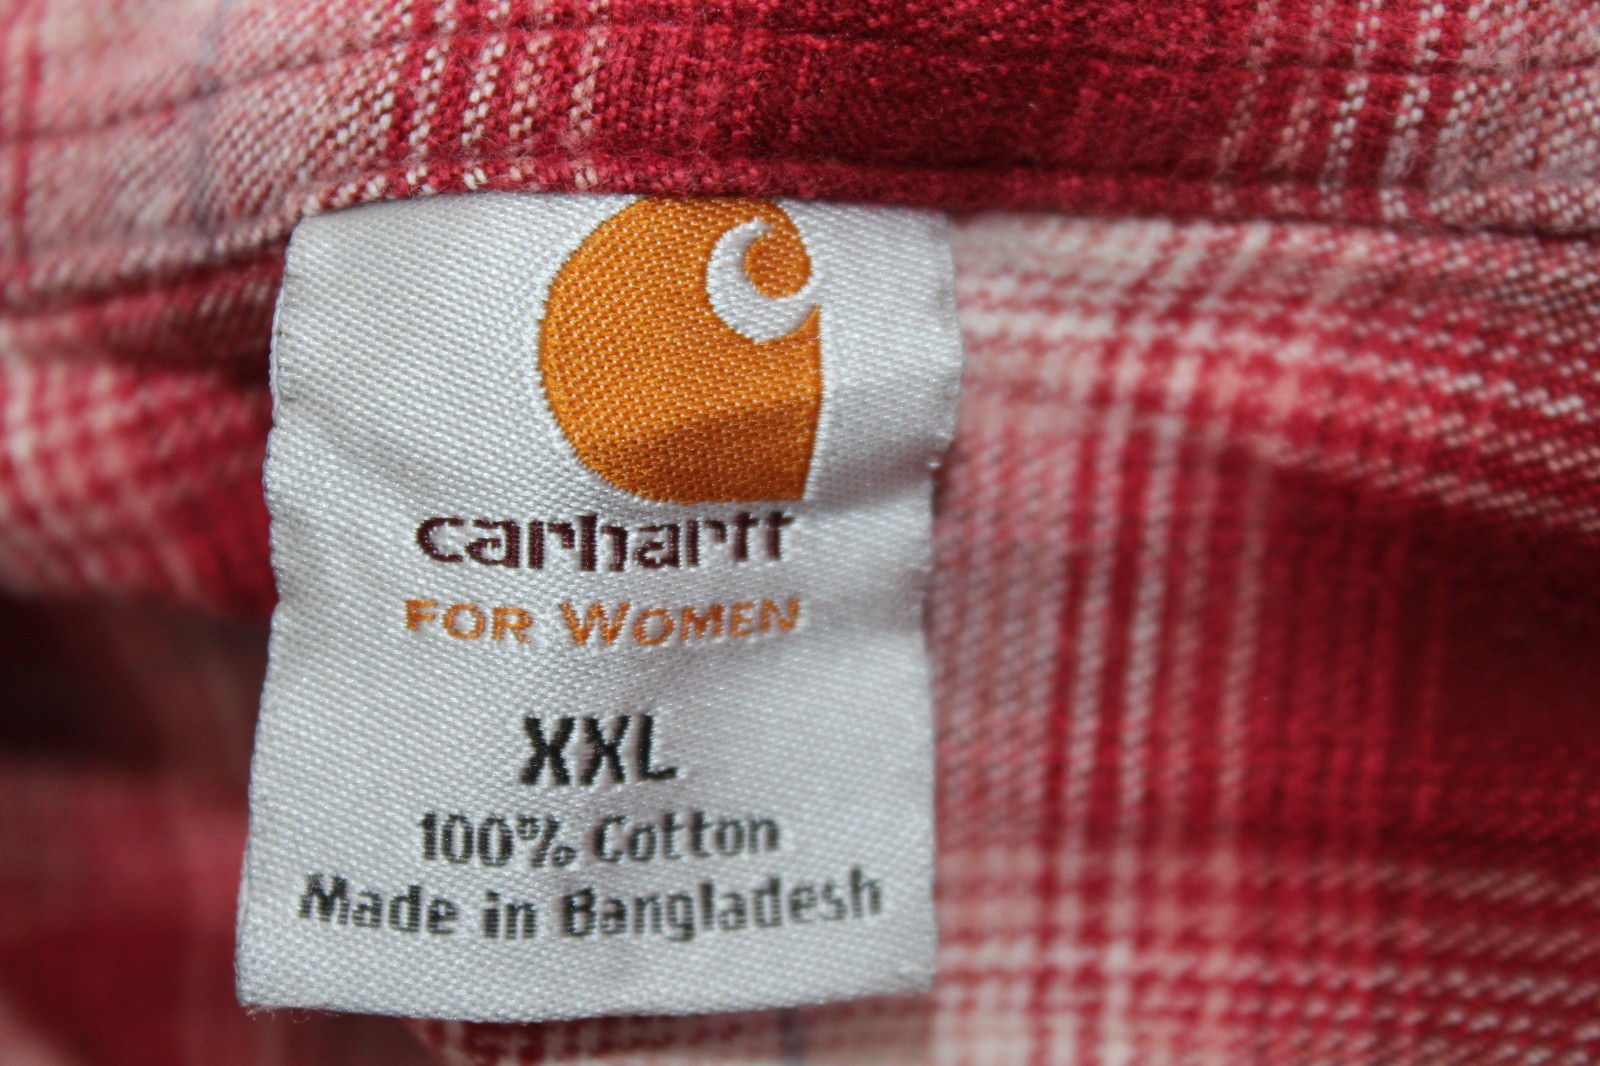 carhartt
FOR WOMEN
XXL
100% Cotton
Made in Bangladesh